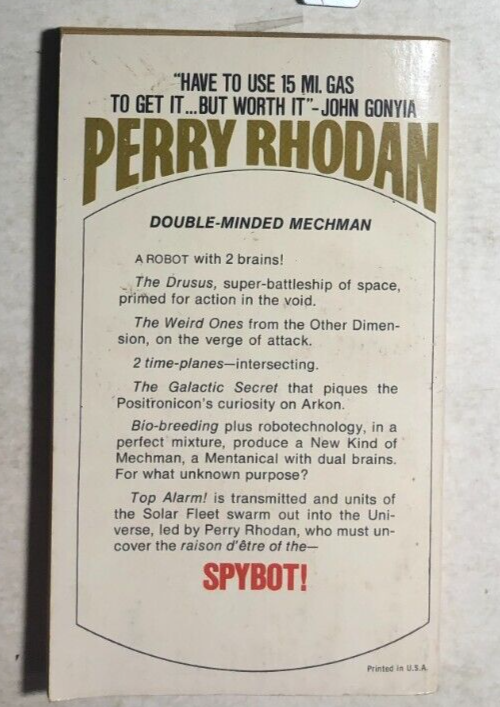 "HAVE TO USE 15 MI. GAS
TO GET IT...BUT WORTH IT"-JOHN GONYIA
PERRY RHODAN
DOUBLE-MINDED MECHMAN
A ROBOT with 2 brains!
The Drusus, super-battleship of space,
primed for action in the void.
The Weird Ones from the Other Dimen-
sion, on the verge of attack.
2 time-planes—intersecting.
The Galactic Secret that piques the
Positronicon's curiosity on Arkon.
Bio-breeding plus robotechnology, in a
perfect mixture, produce a New Kind of
Mechman, a Mentanical with dual brains.
For what unknown purpose?
Top Alarm! is transmitted and units of
the Solar Fleet swarm out into the Uni-
verse, led by Perry Rhodan, who must un-
cover the raison d'être of the—
SPYBOT!
Printed in U.S.A.